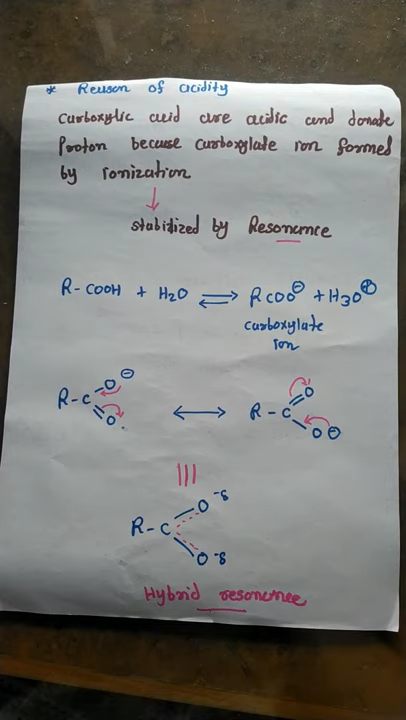 * Reason of acidity
Carboxylic acid are acidic and donate
Proton because carboxylate ion formed
by ionization
↓
stabilized by Resonance
R-COOH + H2O ⇌ RCOO⊖ + H3O⊕
carboxylate
ion
R-C O⊖ O ↔ R-C O O⊖
|||
R-C O -δ O -δ
Hybrid resonance